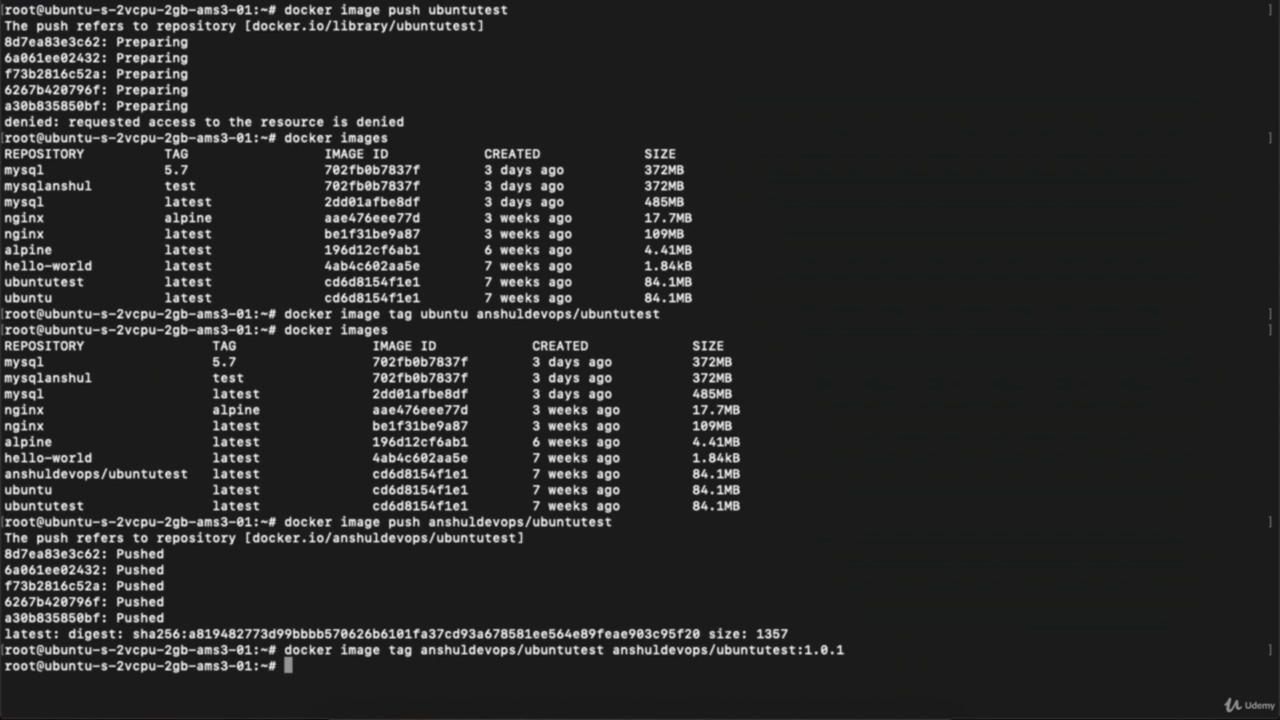 [root@ubuntu-s-2vcpu-2gb-ams3-01:~# docker image push ubuntutest ]
The push refers to repository [docker.io/library/ubuntutest]
8d7ea83e3c62: Preparing
6a061ee02432: Preparing
f73b2816c52a: Preparing
6267b420796f: Preparing
a30b835850bf: Preparing
denied: requested access to the resource is denied
[root@ubuntu-s-2vcpu-2gb-ams3-01:~# docker images ]
REPOSITORY TAG IMAGE ID CREATED SIZE
mysql 5.7 702fb0b7837f 3 days ago 372MB
mysqlanshul test 702fb0b7837f 3 days ago 372MB
mysql latest 2dd01afbe8df 3 days ago 485MB
nginx alpine aae476eee77d 3 weeks ago 17.7MB
nginx latest be1f31be9a87 3 weeks ago 109MB
alpine latest 196d12cf6ab1 6 weeks ago 4.41MB
hello-world latest 4ab4c602aa5e 7 weeks ago 1.84kB
ubuntutest latest cd6d8154f1e1 7 weeks ago 84.1MB
ubuntu latest cd6d8154f1e1 7 weeks ago 84.1MB
[root@ubuntu-s-2vcpu-2gb-ams3-01:~# docker image tag ubuntu anshuldevops/ubuntutest ]
[root@ubuntu-s-2vcpu-2gb-ams3-01:~# docker images ]
REPOSITORY TAG IMAGE ID CREATED SIZE
mysql 5.7 702fb0b7837f 3 days ago 372MB
mysqlanshul test 702fb0b7837f 3 days ago 372MB
mysql latest 2dd01afbe8df 3 days ago 485MB
nginx alpine aae476eee77d 3 weeks ago 17.7MB
nginx latest be1f31be9a87 3 weeks ago 109MB
alpine latest 196d12cf6ab1 6 weeks ago 4.41MB
hello-world latest 4ab4c602aa5e 7 weeks ago 1.84kB
anshuldevops/ubuntutest latest cd6d8154f1e1 7 weeks ago 84.1MB
ubuntu latest cd6d8154f1e1 7 weeks ago 84.1MB
ubuntutest latest cd6d8154f1e1 7 weeks ago 84.1MB
[root@ubuntu-s-2vcpu-2gb-ams3-01:~# docker image push anshuldevops/ubuntutest ]
The push refers to repository [docker.io/anshuldevops/ubuntutest]
8d7ea83e3c62: Pushed
6a061ee02432: Pushed
f73b2816c52a: Pushed
6267b420796f: Pushed
a30b835850bf: Pushed
latest: digest: sha256:a819482773d99bbbb570626b6101fa37cd93a678581ee564e89feae903c95f20 size: 1357
[root@ubuntu-s-2vcpu-2gb-ams3-01:~# docker image tag anshuldevops/ubuntutest anshuldevops/ubuntutest:1.0.1 ]
root@ubuntu-s-2vcpu-2gb-ams3-01:~#
Udemy